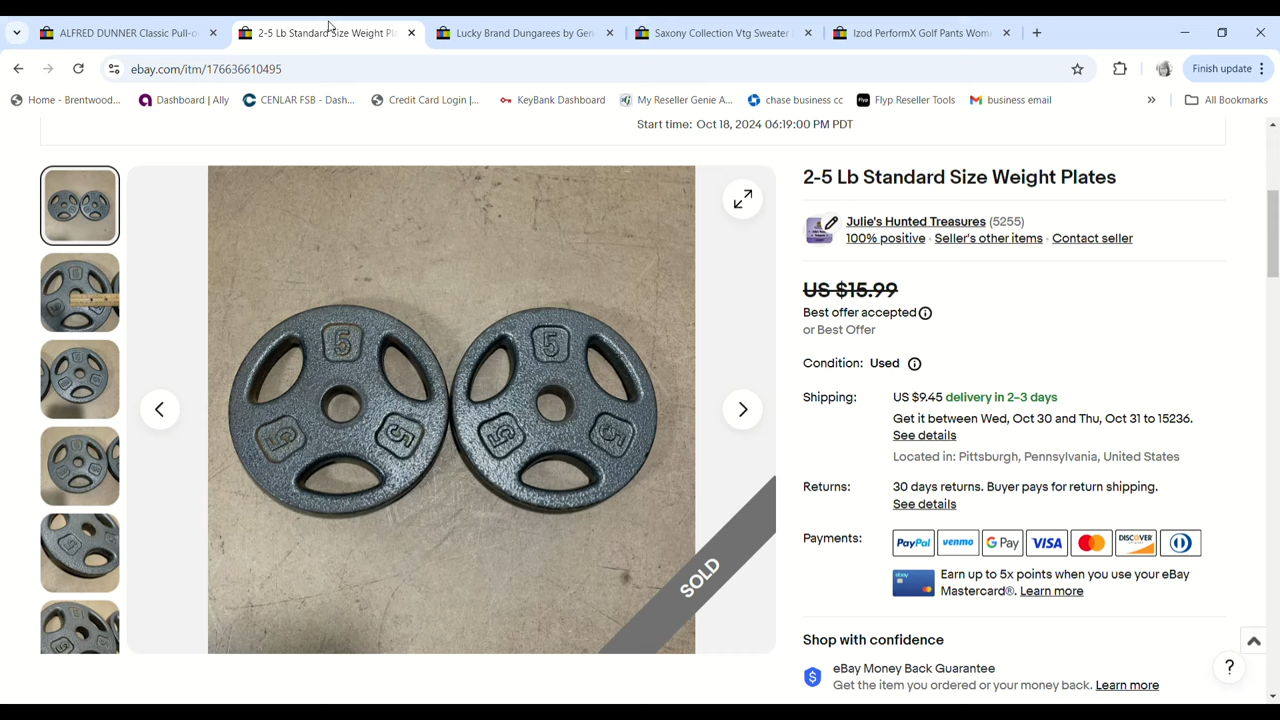 ALFRED DUNNER Classic Pull-o
2-5 Lb Standard Size Weight Pla
Lucky Brand Dungarees by Gen
Saxony Collection Vtg Sweater
Izod PerformX Golf Pants Wom
ebay.com/itm/176636610495
Finish update
Home - Brentwood...
Dashboard | Ally
CENLAR FSB - Dash...
Credit Card Login |...
KeyBank Dashboard
My Reseller Genie A...
chase business cc
Flyp
Flyp Reseller Tools
business email
»
All Bookmarks
Start time: Oct 18, 2024 06:19:00 PM PDT
5
5
5
5
5
5
SOLD
2-5 Lb Standard Size Weight Plates
Julie's Hunted Treasures (5255)
100% positive · Seller's other items · Contact seller
US $15.99
Best offer accepted
or Best Offer
Condition: Used
Shipping: US $9.45 delivery in 2–3 days
Get it between Wed, Oct 30 and Thu, Oct 31 to 15236.
See details
Located in: Pittsburgh, Pennsylvania, United States
Returns: 30 days returns. Buyer pays for return shipping.
See details
Payments: PayPal venmo G Pay VISA DISCOVER
ebay
Earn up to 5x points when you use your eBay
Mastercard®. Learn more
Shop with confidence
eBay Money Back Guarantee
Get the item you ordered or your money back. Learn more
?